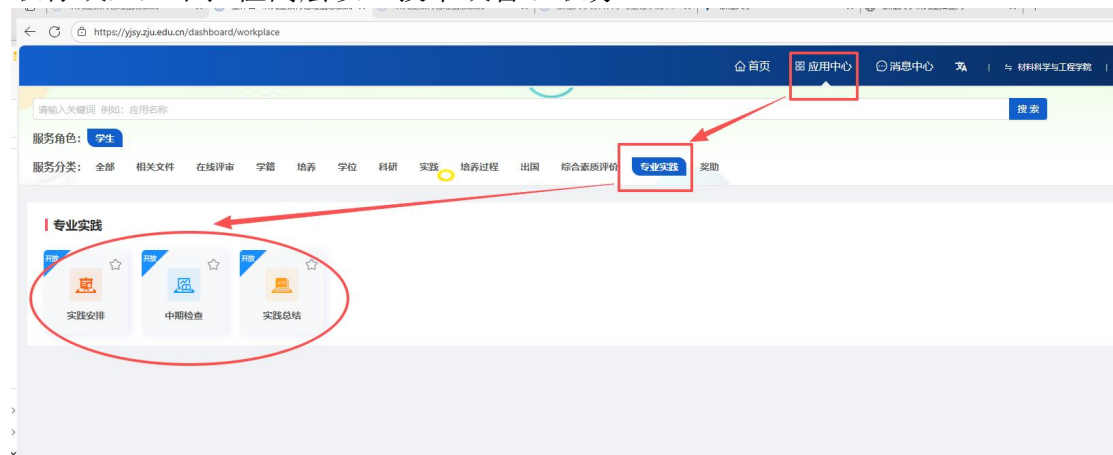 https://yjsy.zju.edu.cn/dashboard/workplace
首页 应用中心 消息中心 文A | 材料科学与工程学院 |
请输入关键词 例如：应用名称 搜 索
服务角色： 学生
服务分类： 全部 相关文件 在线评审 学籍 培养 学位 科研 实践 培养过程 出国 综合素质评价 专业实践 奖助
专业实践
开放 开放 开放
实践安排 中期检查 实践总结